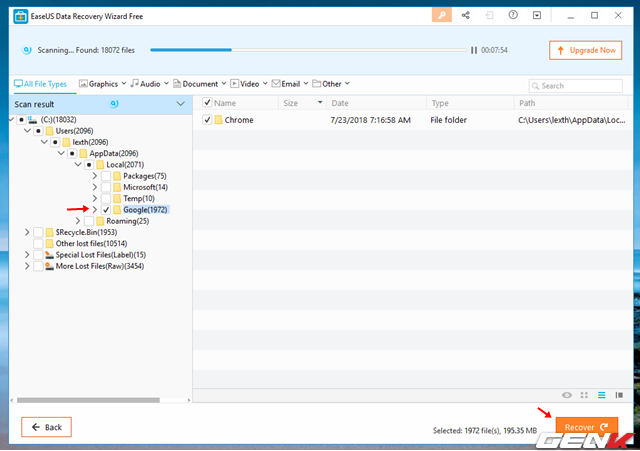 EaseUS Data Recovery Wizard Free
Scanning... Found: 18072 files
00:07:54
Upgrade Now
All File Types Graphics Audio Document Video Email Other
Search
Scan result
(C:)(18032)
Users(2096)
lexth(2096)
AppData(2096)
Local(2071)
Packages(75)
Microsoft(14)
Temp(10)
Google(1972)
Roaming(25)
$Recycle.Bin(1953)
Other lost files(10514)
Special Lost Files(Label)(15)
More Lost Files(Raw)(3454)
Name Size Date Type Path
Chrome 7/23/2018 7:16:58 AM File folder C:\Users\lexth\AppData\Loc...
Back
Selected: 1972 file(s), 195.35 MB
Recover
GENK